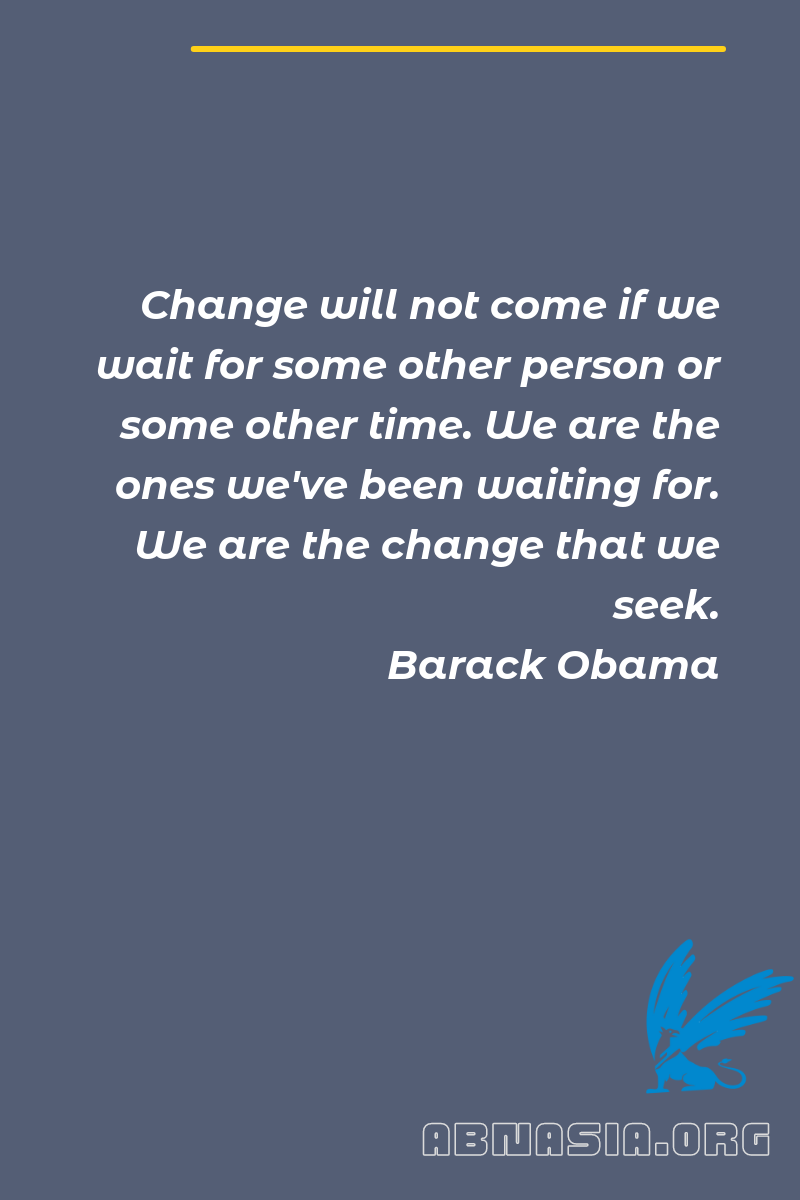 Change will not come if we
wait for some other person or
some other time. We are the
ones we've been waiting for.
We are the change that we
seek.
Barack Obama
ABNASIA.ORG